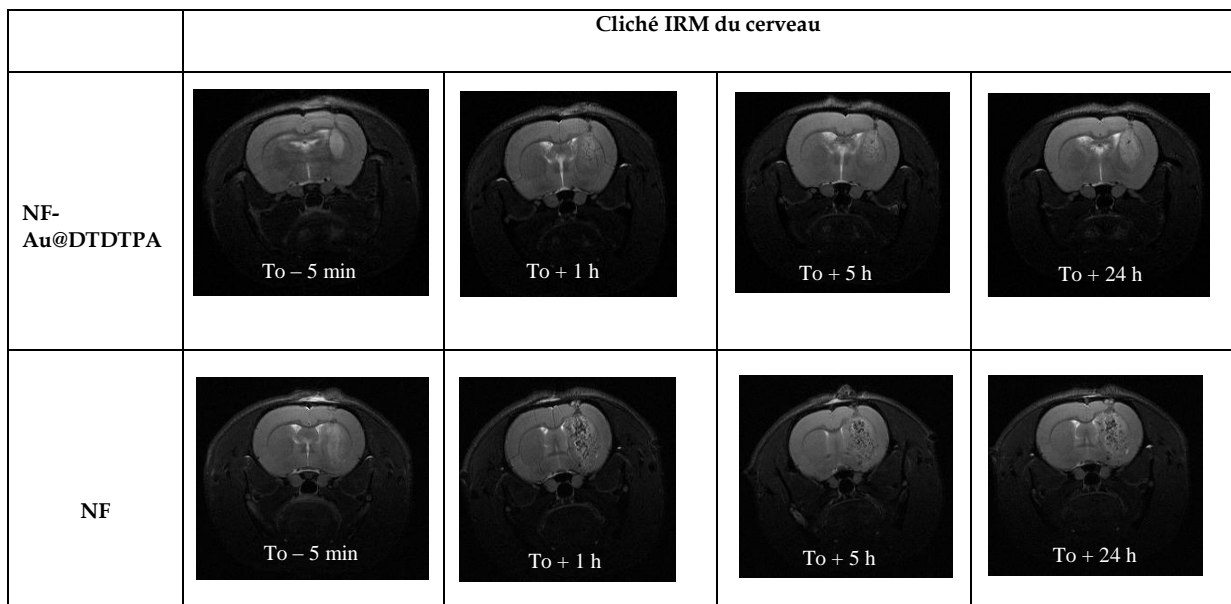 Cliché IRM du cerveau
NF-
Au@DTDTPA
To – 5 min
To + 1 h
To + 5 h
To + 24 h
NF
To – 5 min
To + 1 h
To + 5 h
To + 24 h